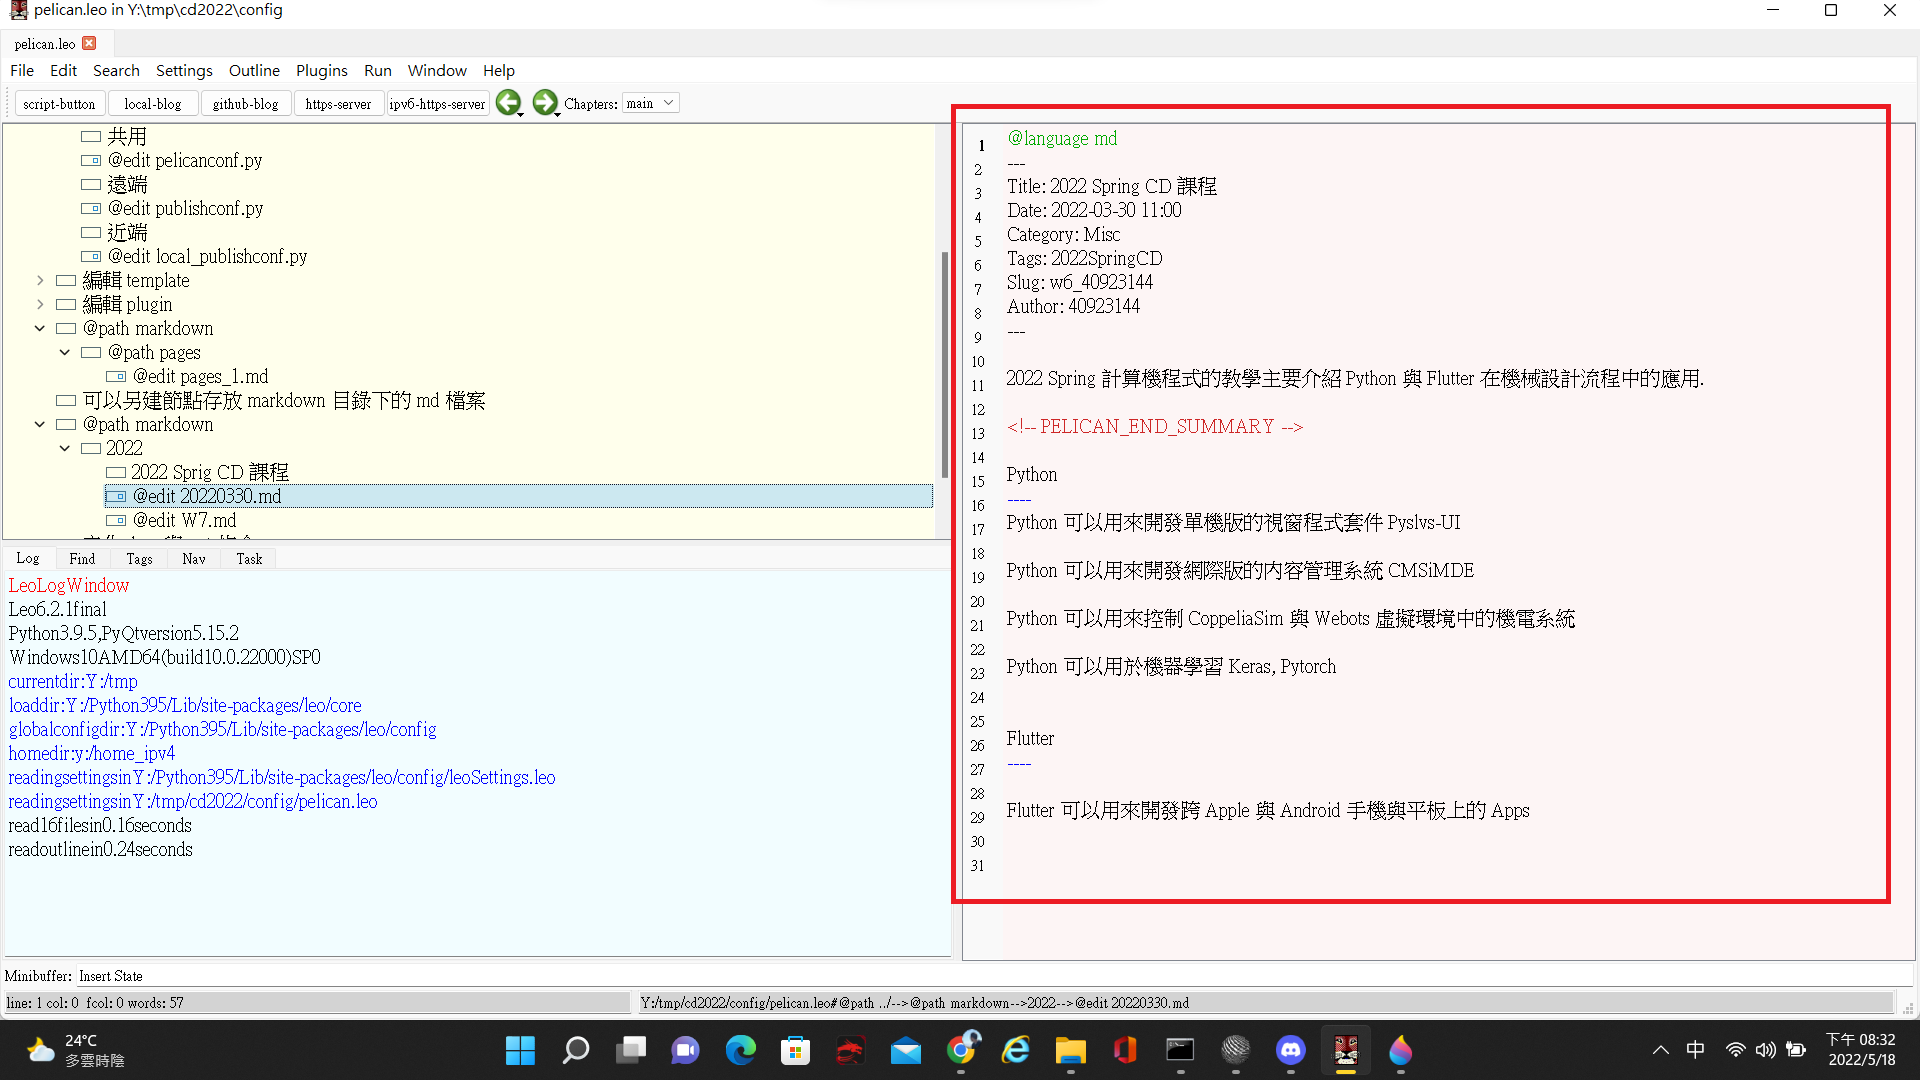 pelican.leo in Y:\tmp\cd2022\config
pelican.leo
File Edit Search Settings Outline Plugins Run Window Help
script-button local-blog github-blog https-server ipv6-https-server Chapters: main
共用
@edit pelicanconf.py
遠端
@edit publishconf.py
近端
@edit local_publishconf.py
編輯 template
編輯 plugin
@path markdown
@path pages
@edit pages_1.md
可以另建節點存放 markdown 目錄下的 md 檔案
@path markdown
2022
2022 Sprig CD 課程
@edit 20220330.md
@edit W7.md
Log Find Tags Nav Task
LeoLogWindow
Leo6.2.1final
Python3.9.5,PyQtversion5.15.2
Windows10AMD64(build10.0.22000)SP0
currentdir:Y:/tmp
loaddir:Y:/Python395/Lib/site-packages/leo/core
globalconfigdir:Y:/Python395/Lib/site-packages/leo/config
homedir:y:/home_ipv4
readingsettingsinY:/Python395/Lib/site-packages/leo/config/leoSettings.leo
readingsettingsinY:/tmp/cd2022/config/pelican.leo
read16filesin0.16seconds
readoutlinein0.24seconds
1 @language md
2 ---
3 Title: 2022 Spring CD 課程
4 Date: 2022-03-30 11:00
5 Category: Misc
6 Tags: 2022SpringCD
7 Slug: w6_40923144
8 Author: 40923144
9 ---
10
11 2022 Spring 計算機程式的教學主要介紹 Python 與 Flutter 在機械設計流程中的應用.
12
13 <!-- PELICAN_END_SUMMARY -->
14
15 Python
16 ----
17 Python 可以用來開發單機版的視窗程式套件 Pyslvs-UI
18
19 Python 可以用來開發網際版的內容管理系統 CMSiMDE
20
21 Python 可以用來控制 CoppeliaSim 與 Webots 虛擬環境中的機電系統
22
23 Python 可以用於機器學習 Keras, Pytorch
24
25
26 Flutter
27 ----
28
29 Flutter 可以用來開發跨 Apple 與 Android 手機與平板上的 Apps
30
31
Minibuffer: Insert State
line: 1 col: 0 fcol: 0 words: 57
Y:/tmp/cd2022/config/pelican.leo#@path ../-->@path markdown-->2022-->@edit 20220330.md
24°C
多雲時陰
中
下午 08:32
2022/5/18